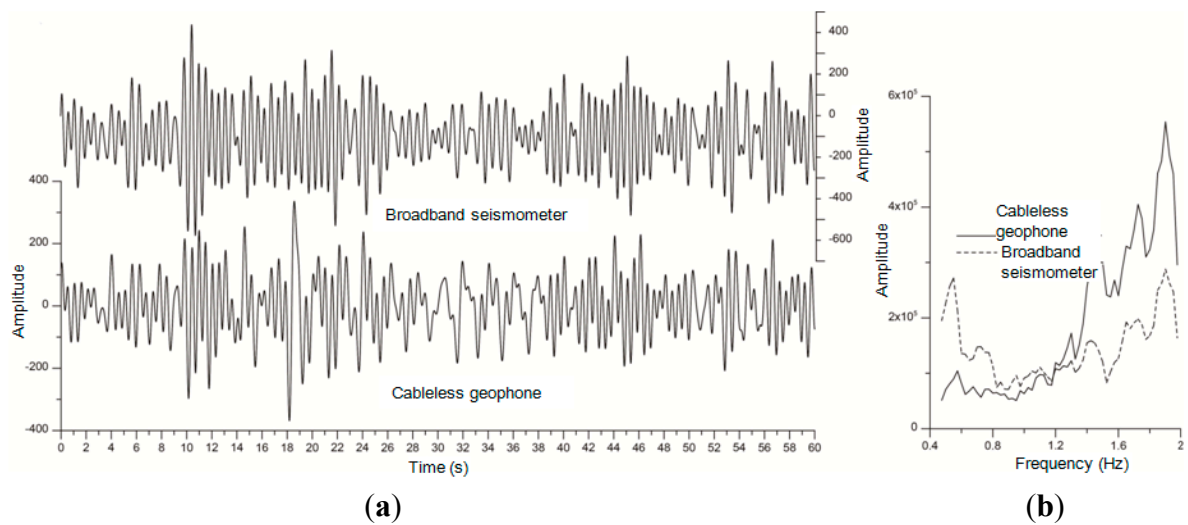 400
200
0
-200
-400
-600
Amplitude
Broadband seismometer
400
200
0
-200
-400
Amplitude
Cableless geophone
0 2 4 6 8 10 12 14 16 18 20 22 24 26 28 30 32 34 36 38 40 42 44 46 48 50 52 54 56 58 60
Time (s)
(a)
6x10⁵
4x10⁵
2x10⁵
0
Amplitude
Cableless
geophone
Broadband
seismometer
0.4 0.8 1.2 1.6 2
Frequency (Hz)
(b)